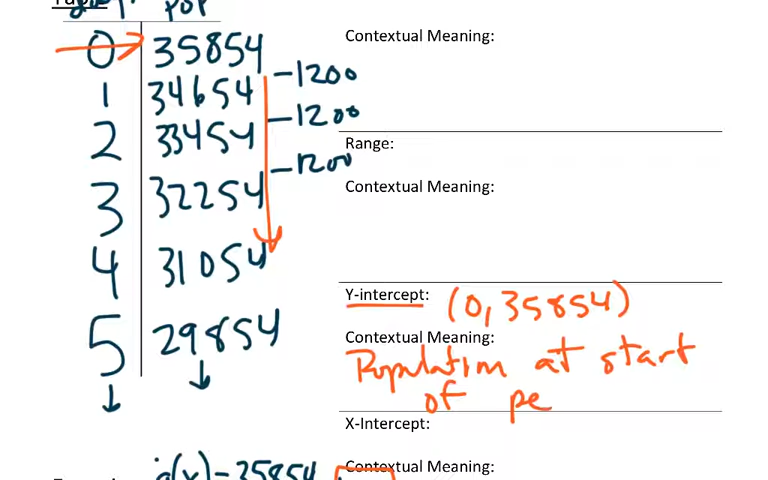 pop
0 35854
-1200
1 34654
-1200
2 33454
-1200
3 32254
4 31054
5 29854
Contextual Meaning:
Range:
Contextual Meaning:
Y-intercept: (0, 35854)
Contextual Meaning:
Population at start
of pe
X-Intercept:
Contextual Meaning: